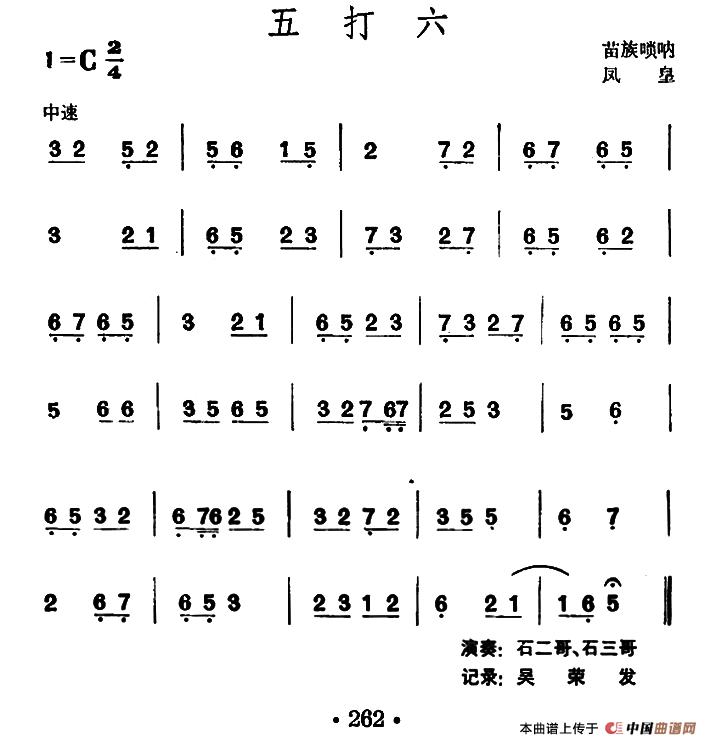 五 打 六
1=C 2/4
苗族唢呐
凤 皇
中速
3 2 5 2 | 5 6 1 5 | 2 7 2 | 6 7 6 5 |
3 2 1 | 6 5 2 3 | 7 3 2 7 | 6 5 6 2 |
6 7 6 5 | 3 2 1 | 6 5 2 3 | 7 3 2 7 | 6 5 6 5 |
5 6 6 | 3 5 6 5 | 3 2 7 67 | 2 5 3 | 5 6 |
6 5 3 2 | 6 76 2 5 | 3 2 7 2 | 3 5 5 | 6 7 |
2 6 7 | 6 5 3 | 2 3 1 2 | 6 2 1 | 1 6 5 ‖
演奏：石二哥、石三哥
记录：吴 荣 发
· 262 ·
本曲谱上传于 中国曲谱网